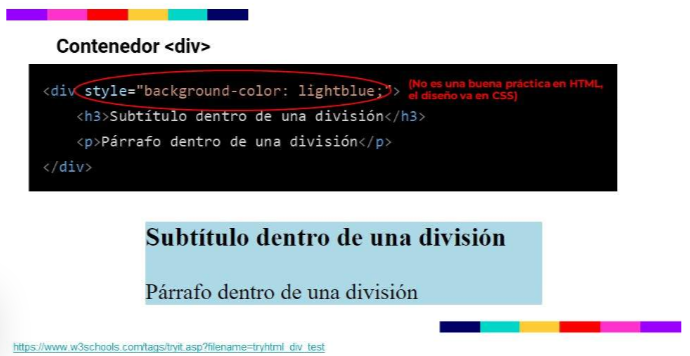 Contenedor <div>
<div style="background-color: lightblue;">
(No es una buena práctica en HTML,
el diseño va en CSS)
<h3>Subtítulo dentro de una división</h3>
<p>Párrafo dentro de una división</p>
</div>
Subtítulo dentro de una división
Párrafo dentro de una división
https://www.w3schools.com/tags/tryit.asp?filename=tryhtml_div_test